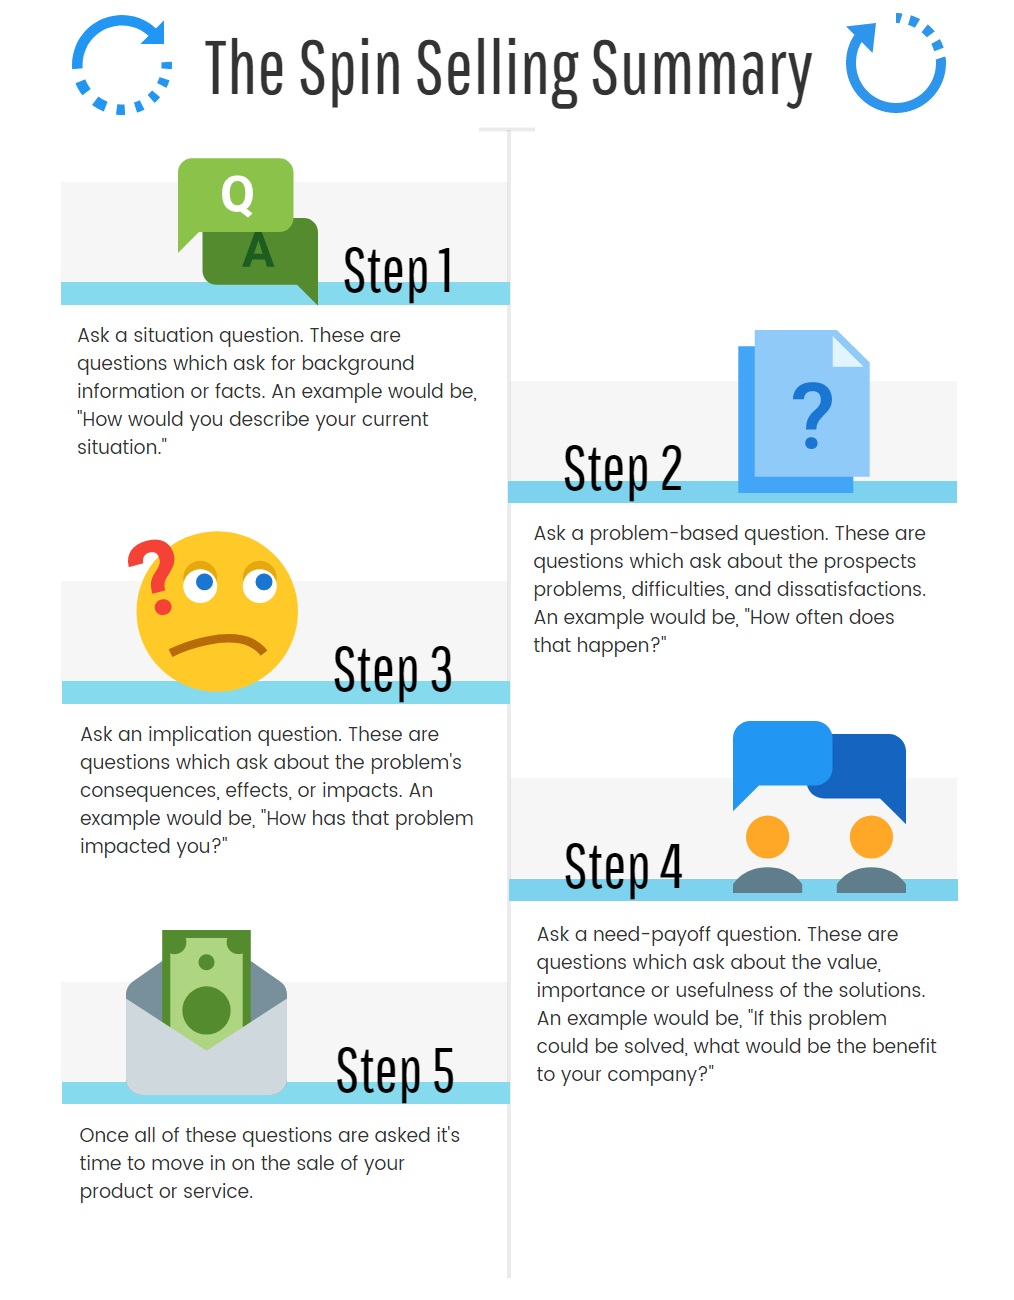 The Spin Selling Summary
Q
A
Step 1
Ask a situation question. These are
questions which ask for background
information or facts. An example would be,
"How would you describe your current
situation."
?
Step 2
Ask a problem-based question. These are
questions which ask about the prospects
problems, difficulties, and dissatisfactions.
An example would be, "How often does
that happen?"
?
Step 3
Ask an implication question. These are
questions which ask about the problem's
consequences, effects, or impacts. An
example would be, "How has that problem
impacted you?"
Step 4
Ask a need-payoff question. These are
questions which ask about the value,
importance or usefulness of the solutions.
An example would be, "If this problem
could be solved, what would be the benefit
to your company?"
Step 5
Once all of these questions are asked it's
time to move in on the sale of your
product or service.